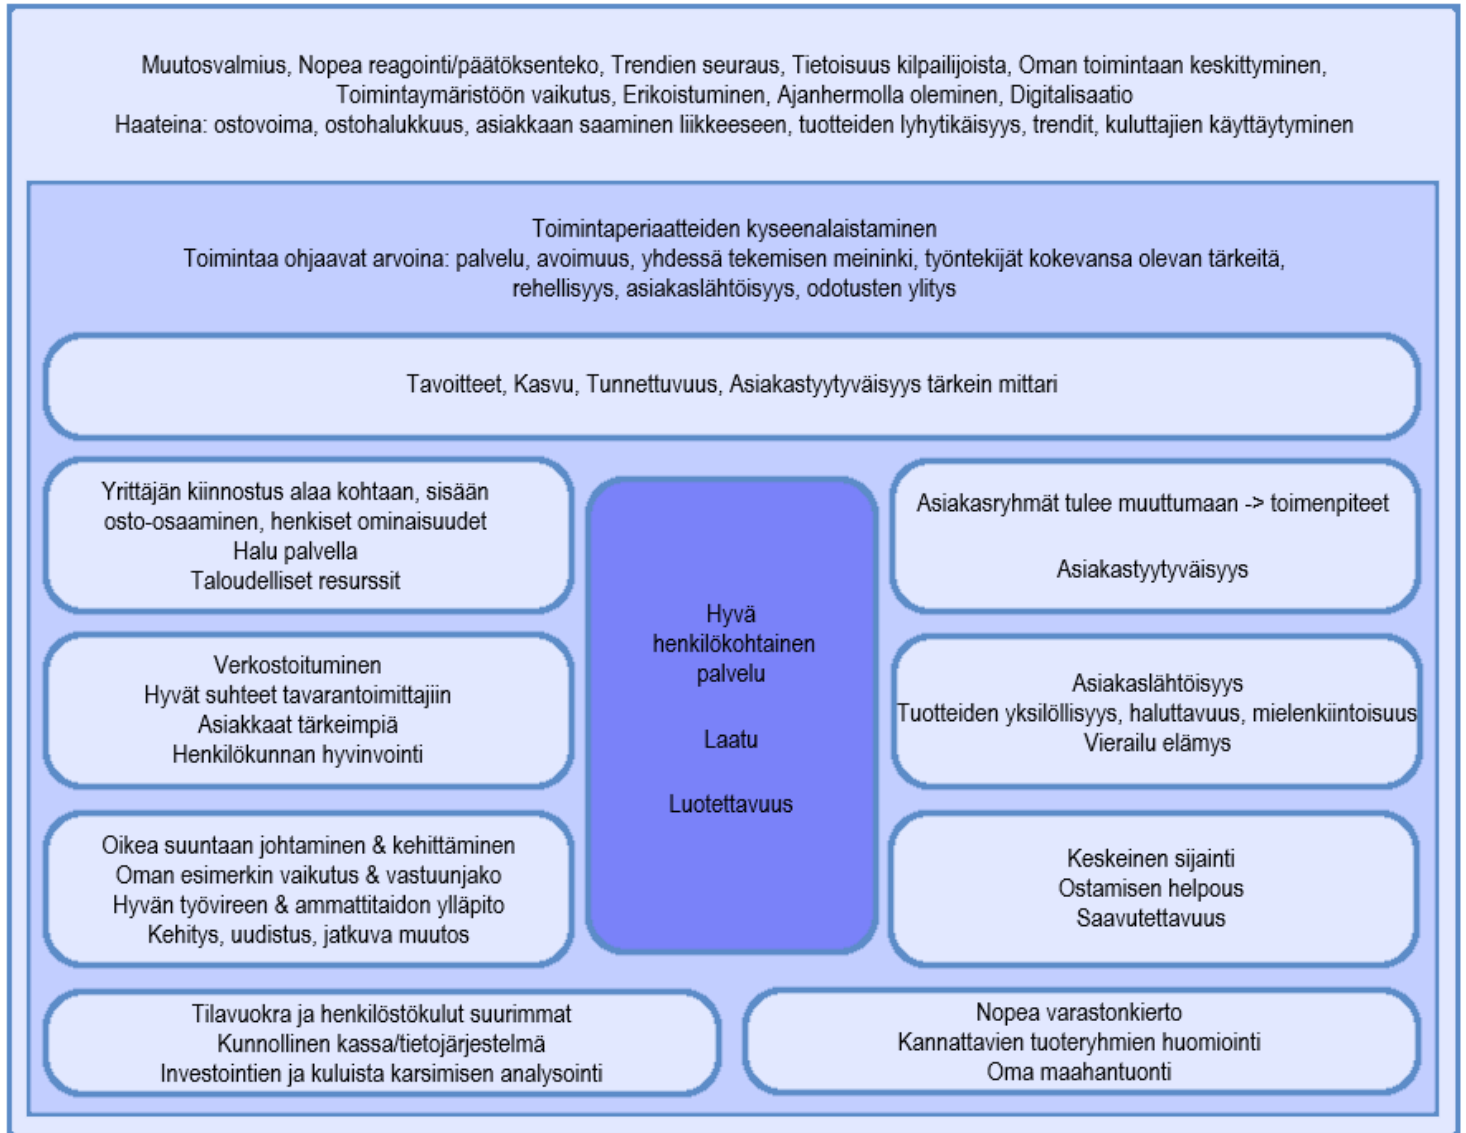 Muutosvalmius, Nopea reagointi/päätöksenteko, Trendien seuraus, Tietoisuus kilpailijoista, Oman toimintaan keskittyminen,
Toimintaymäristöön vaikutus, Erikoistuminen, Ajanhermolla oleminen, Digitalisaatio
Haateina: ostovoima, ostohalukkuus, asiakkaan saaminen liikkeeseen, tuotteiden lyhytikäisyys, trendit, kuluttajien käyttäytyminen
Toimintaperiaatteiden kyseenalaistaminen
Toimintaa ohjaavat arvoina: palvelu, avoimuus, yhdessä tekemisen meininki, työntekijät kokevansa olevan tärkeitä,
rehellisyys, asiakaslähtöisyys, odotusten ylitys
Tavoitteet, Kasvu, Tunnettuvuus, Asiakastyytyväisyys tärkein mittari
Yrittäjän kiinnostus alaa kohtaan, sisään
osto-osaaminen, henkiset ominaisuudet
Halu palvella
Taloudelliset resurssit
Verkostoituminen
Hyvät suhteet tavarantoimittajiin
Asiakkaat tärkeimpiä
Henkilökunnan hyvinvointi
Oikea suuntaan johtaminen & kehittäminen
Oman esimerkin vaikutus & vastuunjako
Hyvän työvireen & ammattitaidon ylläpito
Kehitys, uudistus, jatkuva muutos
Hyvä
henkilökohtainen
palvelu
Laatu
Luotettavuus
Asiakasryhmät tulee muuttumaan -> toimenpiteet
Asiakastyytyväisyys
Asiakaslähtöisyys
Tuotteiden yksilöllisyys, haluttavuus, mielenkiintoisuus
Vierailu elämys
Keskeinen sijainti
Ostamisen helpous
Saavutettavuus
Tilavuokra ja henkilöstökulut suurimmat
Kunnollinen kassa/tietojärjestelmä
Investointien ja kuluista karsimisen analysointi
Nopea varastonkierto
Kannattavien tuoteryhmien huomiointi
Oma maahantuonti